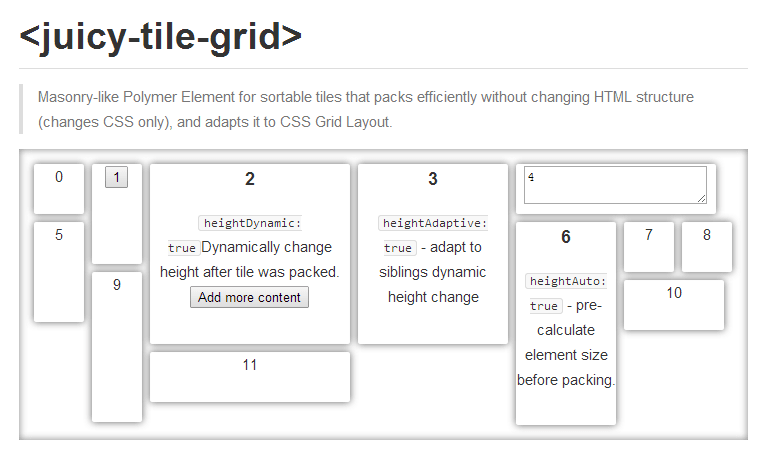 <juicy-tile-grid>
Masonry-like Polymer Element for sortable tiles that packs efficiently without changing HTML structure
(changes CSS only), and adapts it to CSS Grid Layout.
0
1
2
heightDynamic:
true Dynamically change
height after tile was packed.
Add more content
3
heightAdaptive:
true - adapt to
siblings dynamic
height change
4
5
6
heightAuto:
true - pre-
calculate
element size
before packing.
7
8
9
10
11